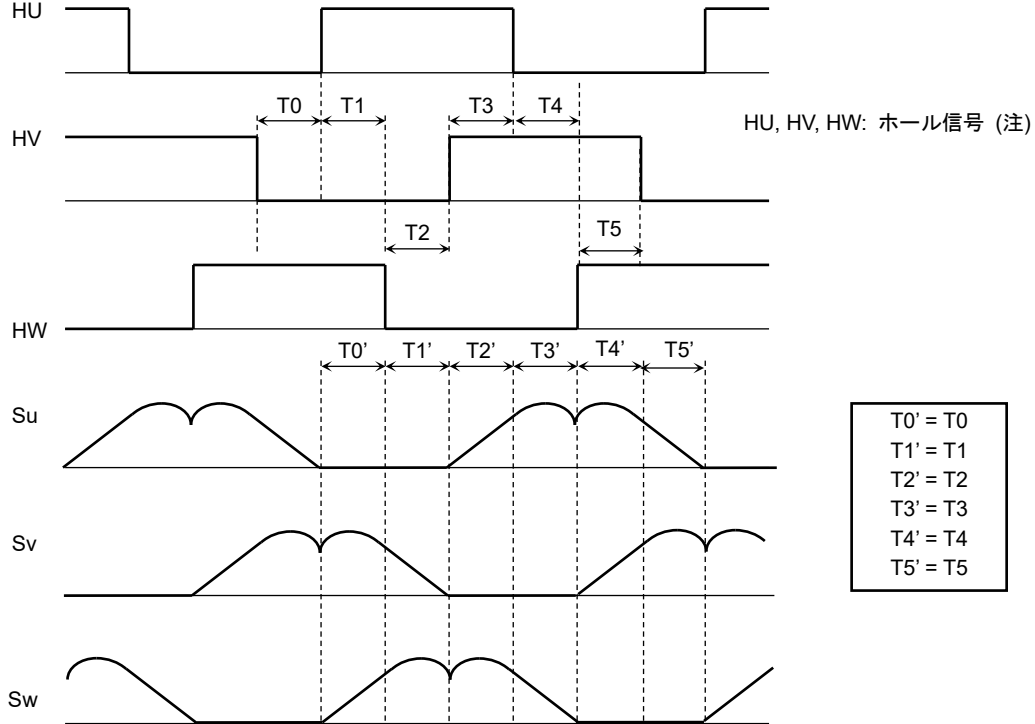 HU
T0
T1
T3
T4
HU, HV, HW: ホール信号 (注)
HV
T2
T5
HW
T0'
T1'
T2'
T3'
T4'
T5'
Su
T0' = T0
T1' = T1
T2' = T2
T3' = T3
T4' = T4
T5' = T5
Sv
Sw